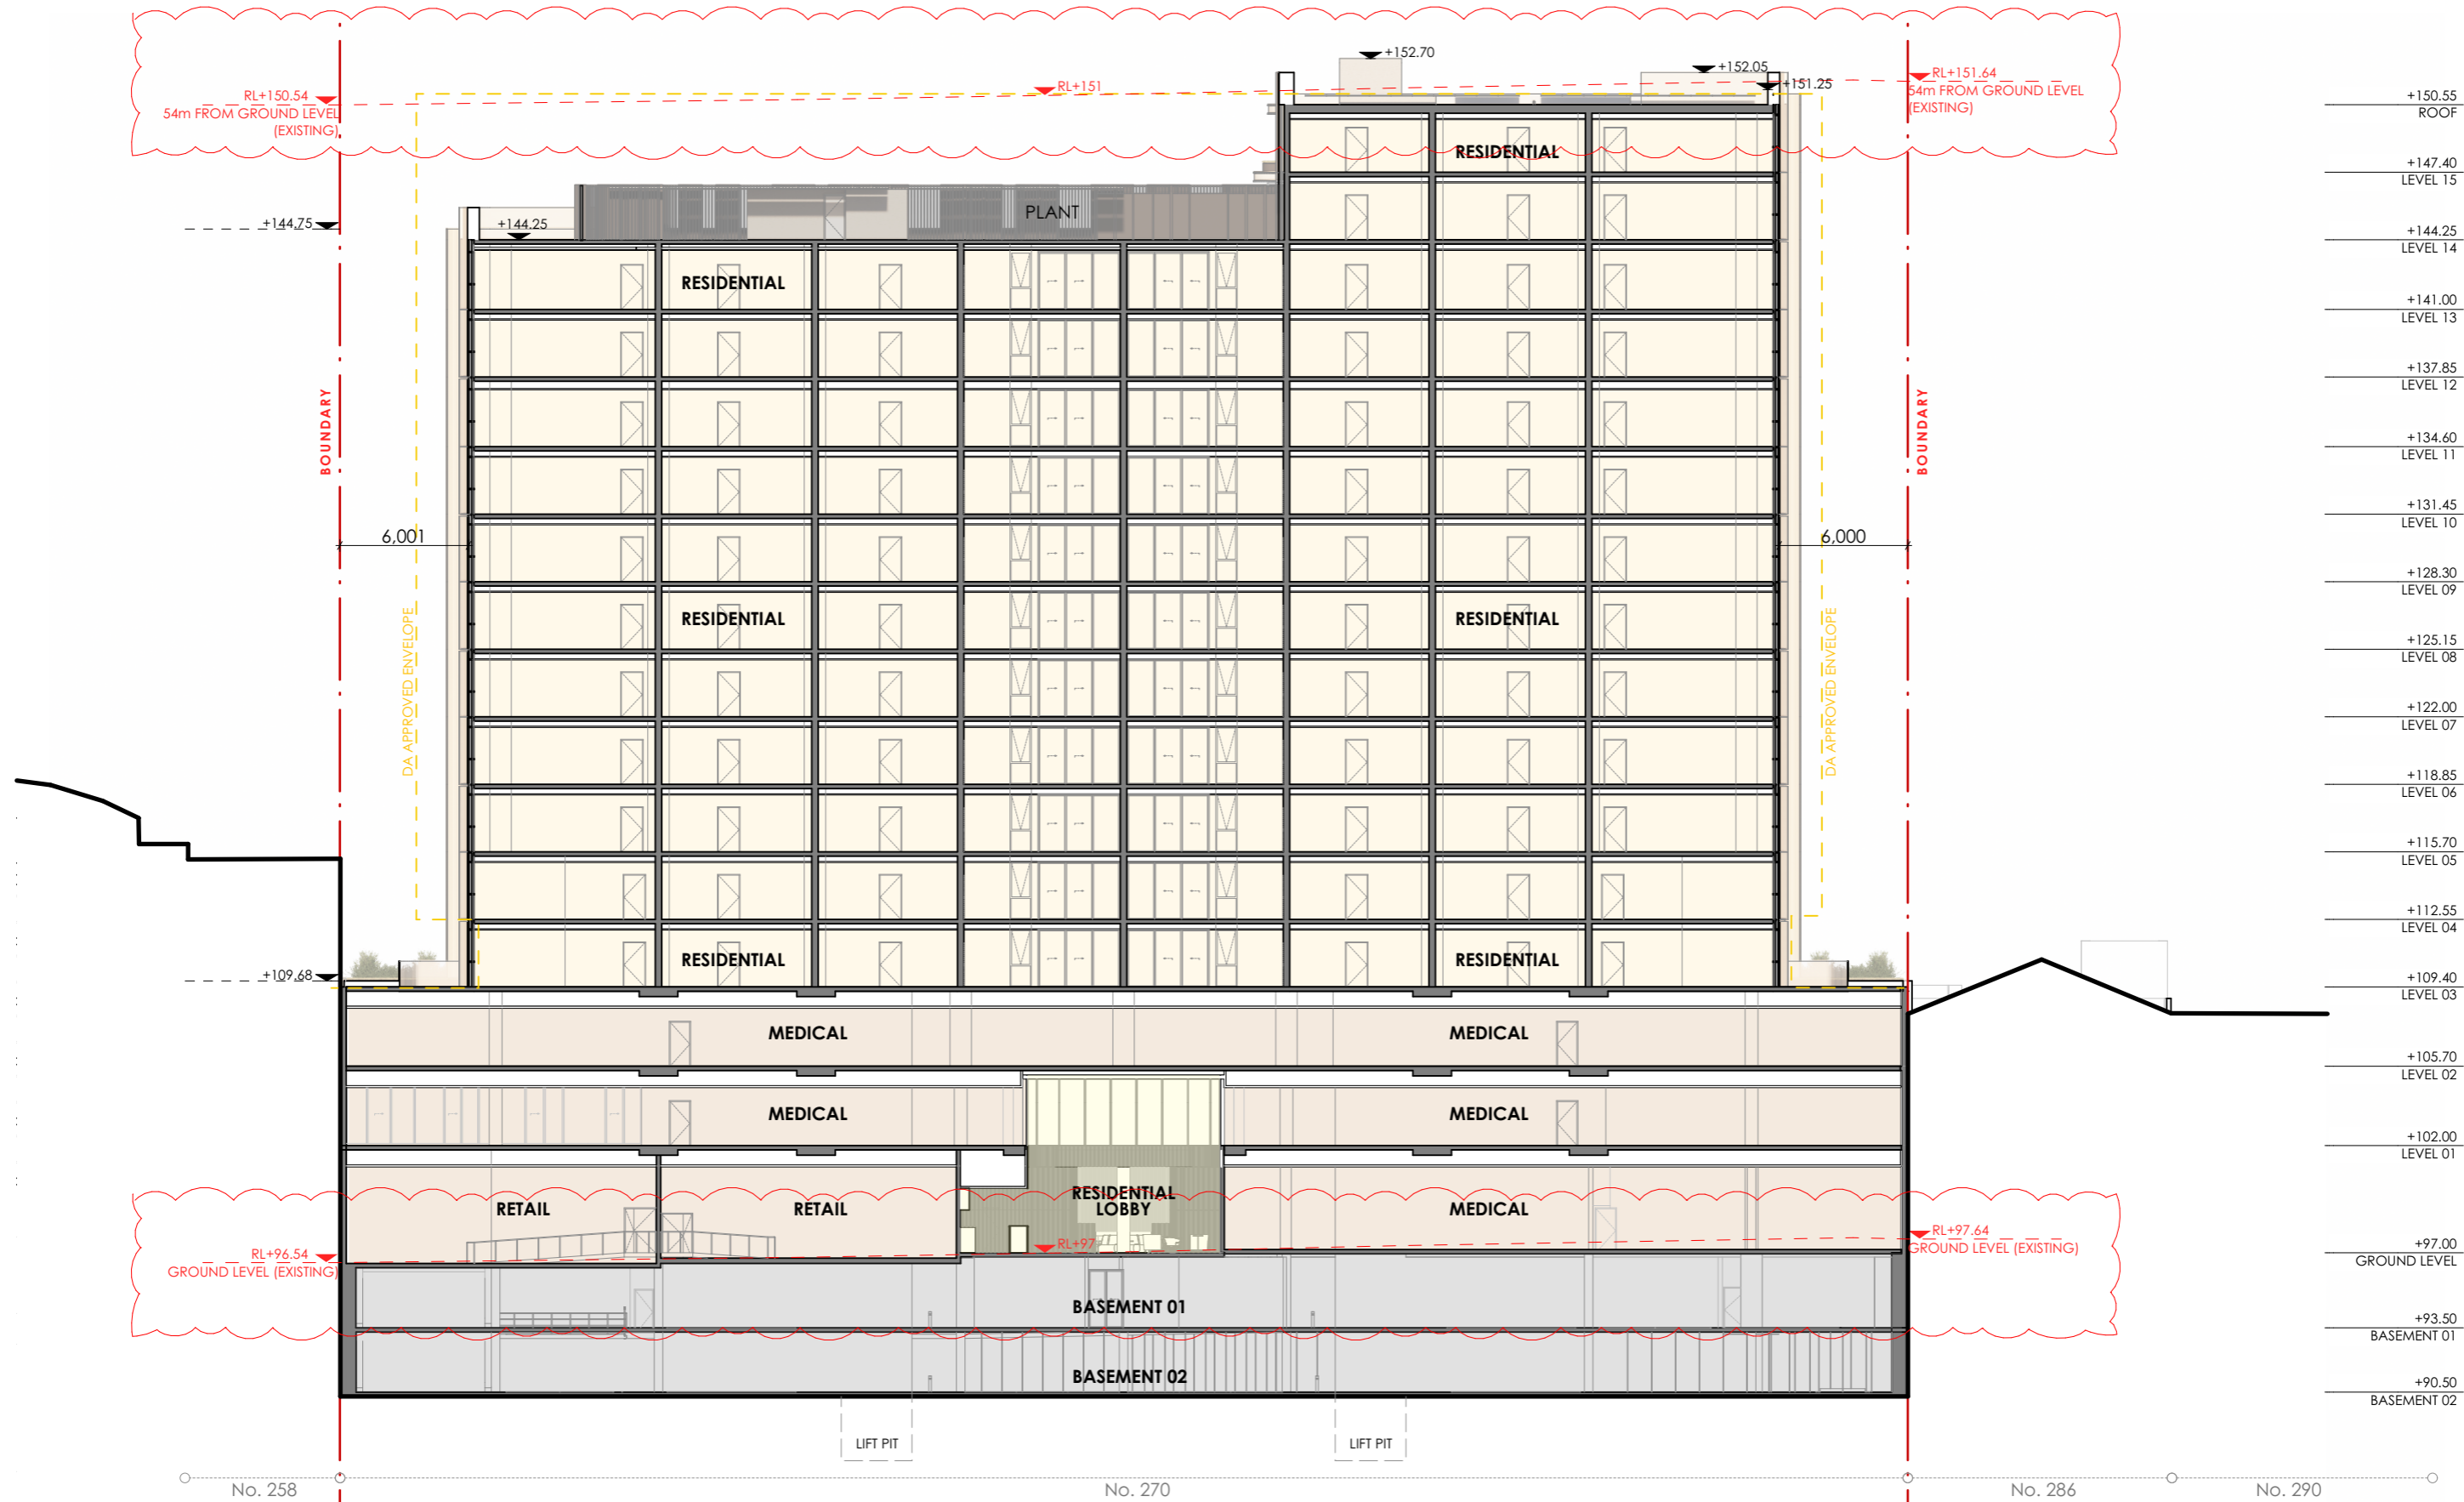 +152.70
+152.05
+151.25
RL+151
RL+150.54
54m FROM GROUND LEVEL
(EXISTING)
RL+151.64
54m FROM GROUND LEVEL
(EXISTING)
+150.55
ROOF
RESIDENTIAL
+147.40
LEVEL 15
PLANT
+144.75
+144.25
+144.25
LEVEL 14
RESIDENTIAL
+141.00
LEVEL 13
+137.85
LEVEL 12
BOUNDARY
BOUNDARY
+134.60
LEVEL 11
+131.45
LEVEL 10
6,001
6,000
+128.30
LEVEL 09
RESIDENTIAL
RESIDENTIAL
DA APPROVED ENVELOPE
DA APPROVED ENVELOPE
+125.15
LEVEL 08
+122.00
LEVEL 07
+118.85
LEVEL 06
+115.70
LEVEL 05
+112.55
LEVEL 04
RESIDENTIAL
RESIDENTIAL
+109.68
+109.40
LEVEL 03
MEDICAL
MEDICAL
+105.70
LEVEL 02
MEDICAL
MEDICAL
+102.00
LEVEL 01
RETAIL
RETAIL
RESIDENTIAL
LOBBY
MEDICAL
RL+96.54
GROUND LEVEL (EXISTING)
RL+97
RL+97.64
GROUND LEVEL (EXISTING)
+97.00
GROUND LEVEL
BASEMENT 01
+93.50
BASEMENT 01
BASEMENT 02
+90.50
BASEMENT 02
LIFT PIT
LIFT PIT
No. 258
No. 270
No. 286
No. 290